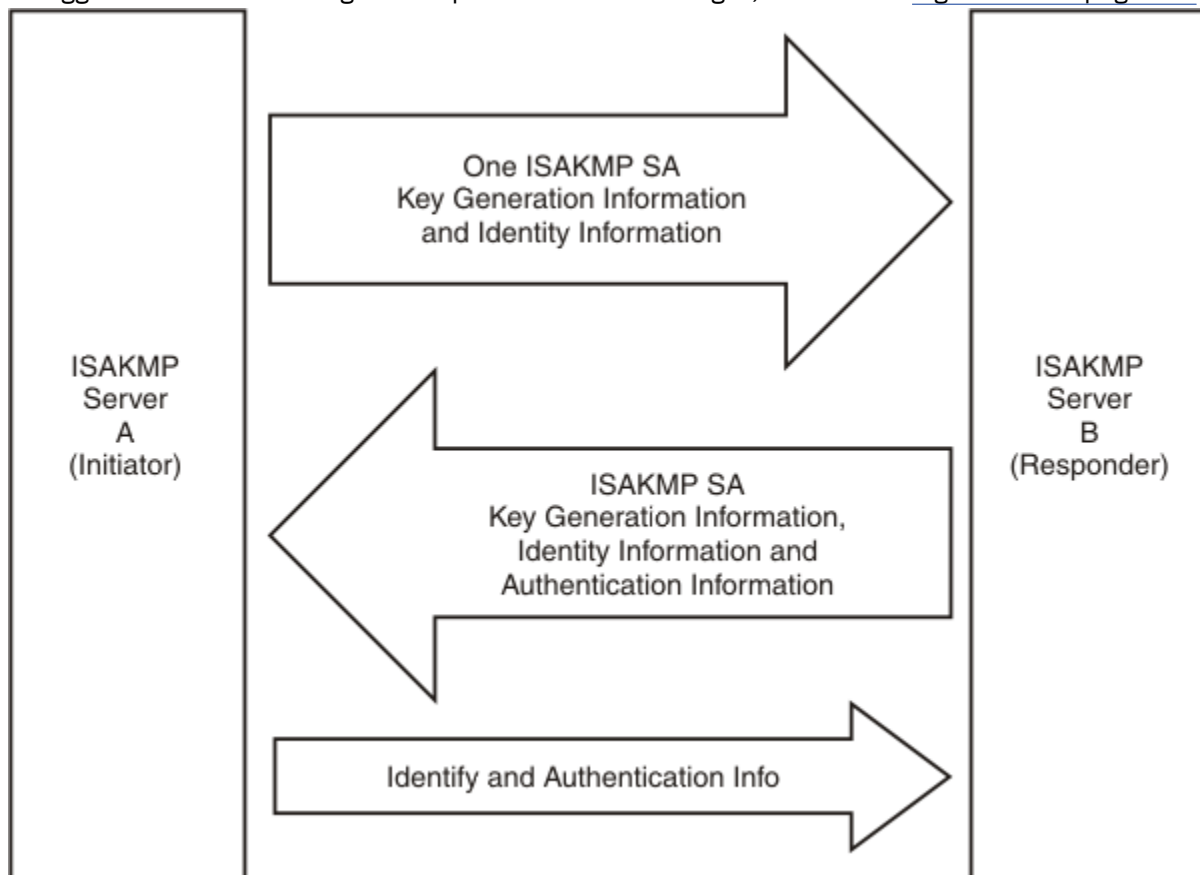 One ISAKMP SA
Key Generation Information
and Identity Information
ISAKMP
Server
A
(Initiator)
ISAKMP
Server
B
(Responder)
ISAKMP SA
Key Generation Information,
Identity Information and
Authentication Information
Identify and Authentication Info